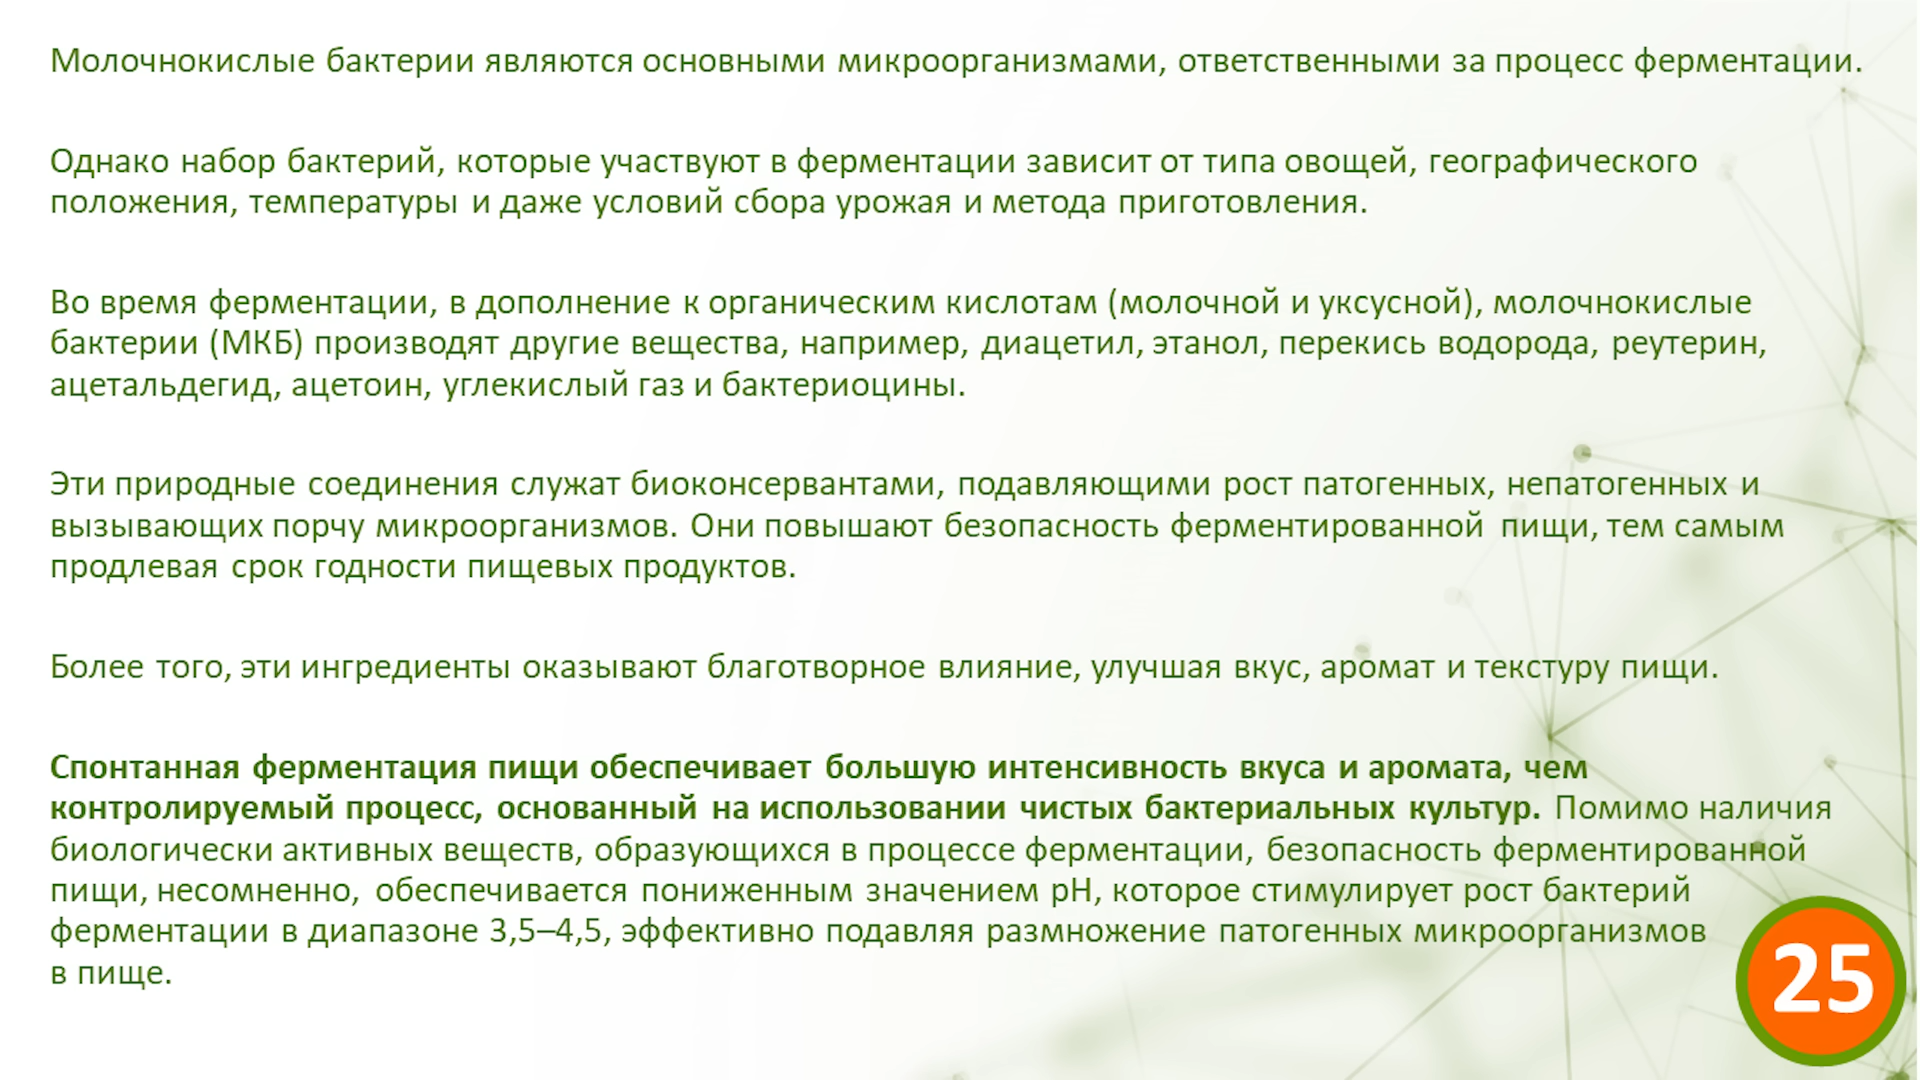 Молочнокислые бактерии являются основными микроорганизмами, ответственными за процесс ферментации.
Однако набор бактерий, которые участвуют в ферментации зависит от типа овощей, географического
положения, температуры и даже условий сбора урожая и метода приготовления.
Во время ферментации, в дополнение к органическим кислотам (молочной и уксусной), молочнокислые
бактерии (МКБ) производят другие вещества, например, диацетил, этанол, перекись водорода, реутерин,
ацетальдегид, ацетоин, углекислый газ и бактериоцины.
Эти природные соединения служат биоконсервантами, подавляющими рост патогенных, непатогенных и
вызывающих порчу микроорганизмов. Они повышают безопасность ферментированной пищи, тем самым
продлевая срок годности пищевых продуктов.
Более того, эти ингредиенты оказывают благотворное влияние, улучшая вкус, аромат и текстуру пищи.
Спонтанная ферментация пищи обеспечивает большую интенсивность вкуса и аромата, чем
контролируемый процесс, основанный на использовании чистых бактериальных культур. Помимо наличия
биологически активных веществ, образующихся в процессе ферментации, безопасность ферментированной
пищи, несомненно, обеспечивается пониженным значением pH, которое стимулирует рост бактерий
ферментации в диапазоне 3,5–4,5, эффективно подавляя размножение патогенных микроорганизмов
в пище.
25